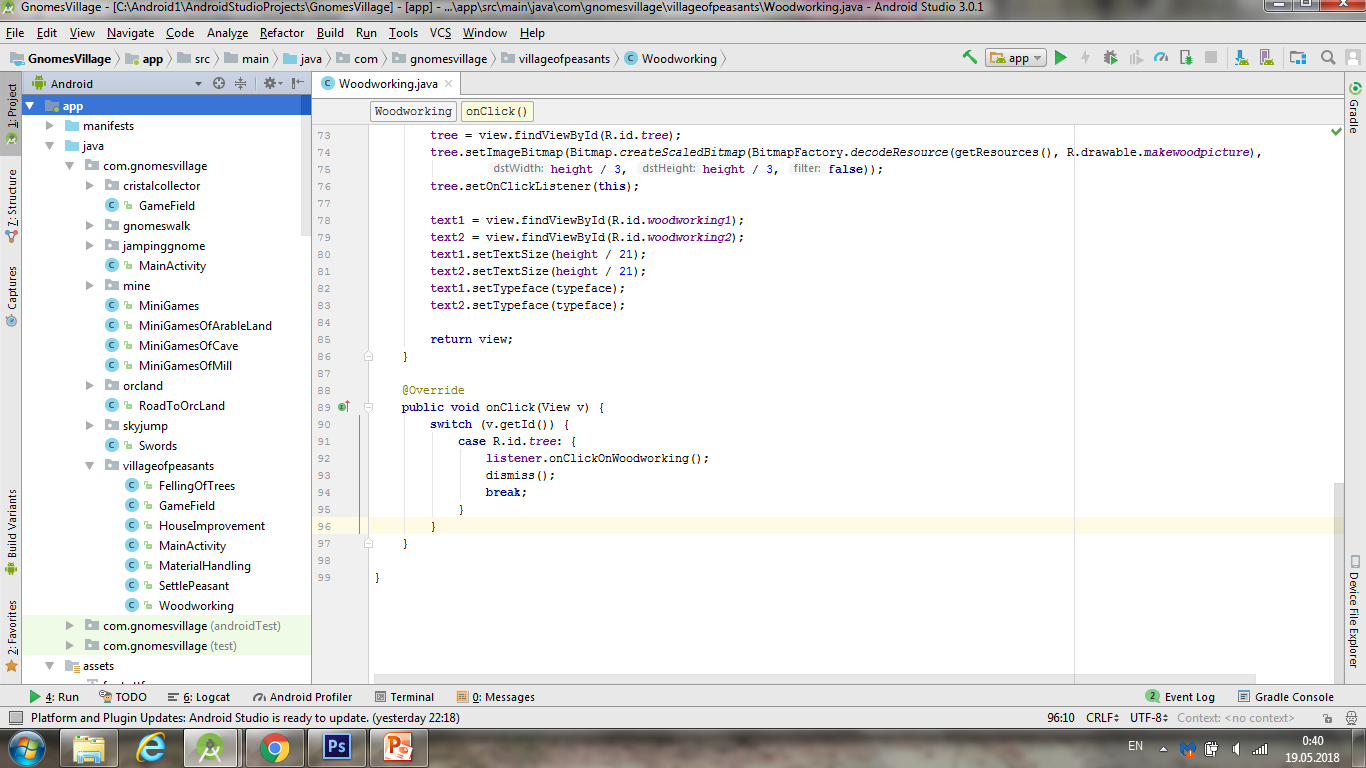 GnomesVillage - [C:\Android1\AndroidStudioProjects\GnomesVillage] - [app] - ...\app\src\main\java\com\gnomesvillage\villageofpeasants\Woodworking.java - Android Studio 3.0.1
File Edit View Navigate Code Analyze Refactor Build Run Tools VCS Window Help
GnomesVillage app src main java com gnomesvillage villageofpeasants Woodworking app
1: Project
7: Structure
Captures
Build Variants
2: Favorites
Android
app
manifests
java
com.gnomesvillage
cristalcollector
GameField
gnomeswalk
jampinggnome
MainActivity
mine
MiniGames
MiniGamesOfArableLand
MiniGamesOfCave
MiniGamesOfMill
orcland
RoadToOrcLand
skyjump
Swords
villageofpeasants
FellingOfTrees
GameField
HouseImprovement
MainActivity
MaterialHandling
SettlePeasant
Woodworking
com.gnomesvillage (androidTest)
com.gnomesvillage (test)
assets
Woodworking.java
Woodworking onClick()
73 tree = view.findViewById(R.id.tree);
74 tree.setImageBitmap(Bitmap.createScaledBitmap(BitmapFactory.decodeResource(getResources(), R.drawable.makewoodpicture),
75 dstWidth: height / 3, dstHeight: height / 3, filter: false));
76 tree.setOnClickListener(this);
77
78 text1 = view.findViewById(R.id.woodworking1);
79 text2 = view.findViewById(R.id.woodworking2);
80 text1.setTextSize(height / 21);
81 text2.setTextSize(height / 21);
82 text1.setTypeface(typeface);
83 text2.setTypeface(typeface);
84
85 return view;
86 }
87
88 @Override
89 public void onClick(View v) {
90 switch (v.getId()) {
91 case R.id.tree: {
92 listener.onClickOnWoodworking();
93 dismiss();
94 break;
95 }
96 }
97 }
98
99 }
Gradle
Device File Explorer
4: Run TODO 6: Logcat Android Profiler Terminal 0: Messages 2 Event Log Gradle Console
Platform and Plugin Updates: Android Studio is ready to update. (yesterday 22:18) 96:10 CRLF UTF-8 Context: <no context>
Ps
EN
0:40
19.05.2018